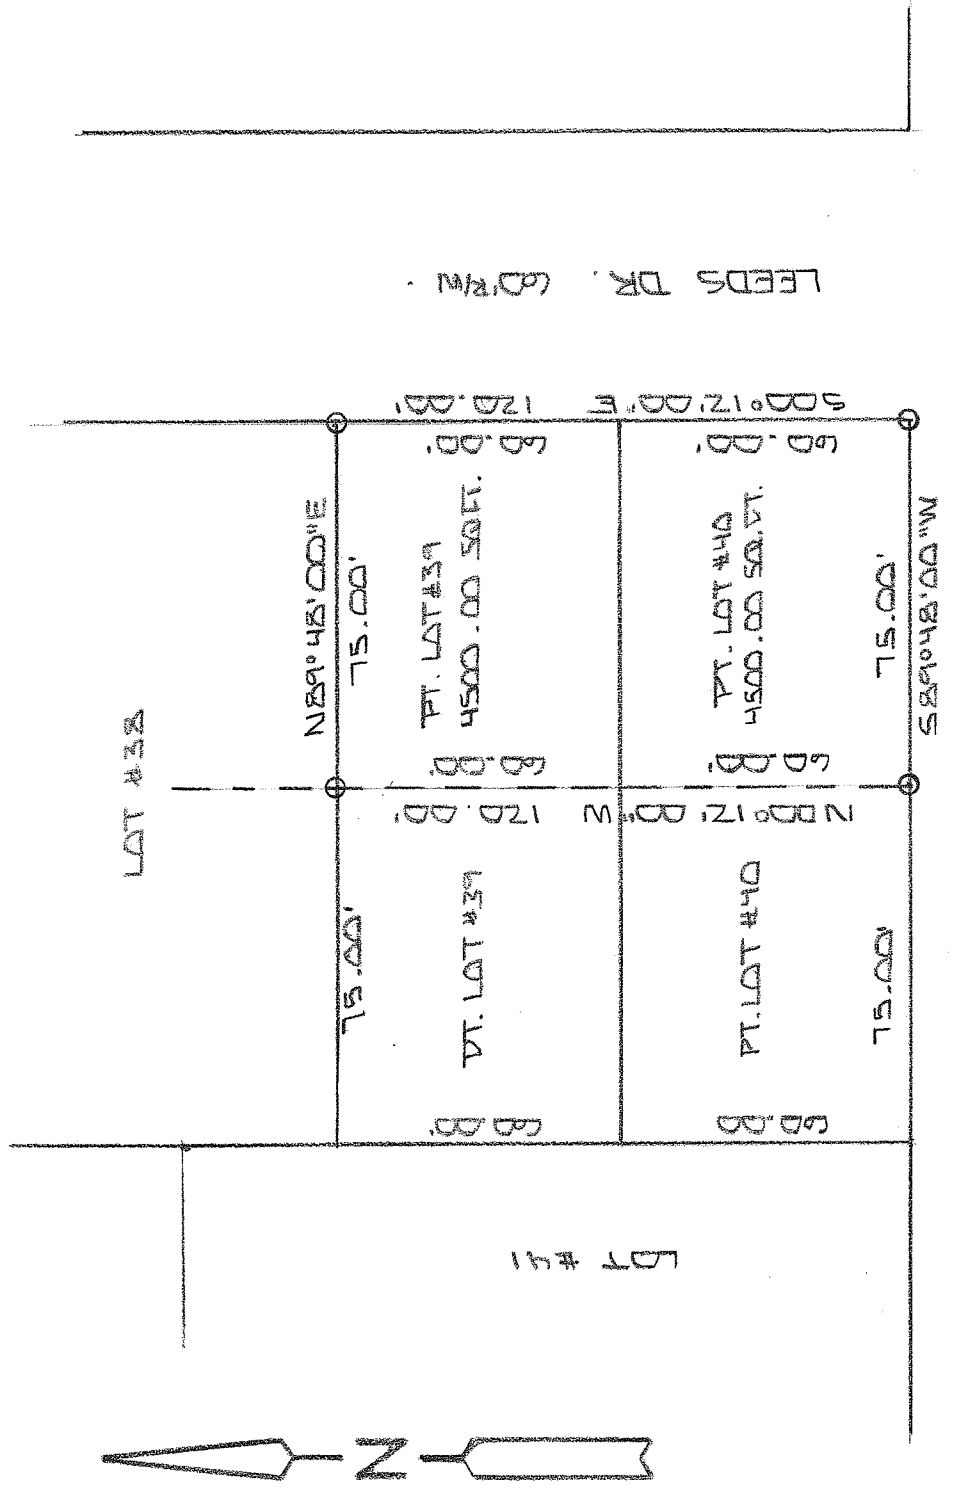 LEEDS DR. 60' R/W
S00°12'00"E 120.00'
60.00'
60.00'
N89°48'00"E
75.00'
PT. LOT #39
4500.00 SQ.FT.
PT. LOT #40
4500.00 SQ.FT.
75.00'
S89°48'00"W
LOT #38
60.00'
60.00'
N00°12'00"W 120.00'
75.00'
PT. LOT #39
PT. LOT #40
75.00'
60.00'
60.00
LOT #41
N